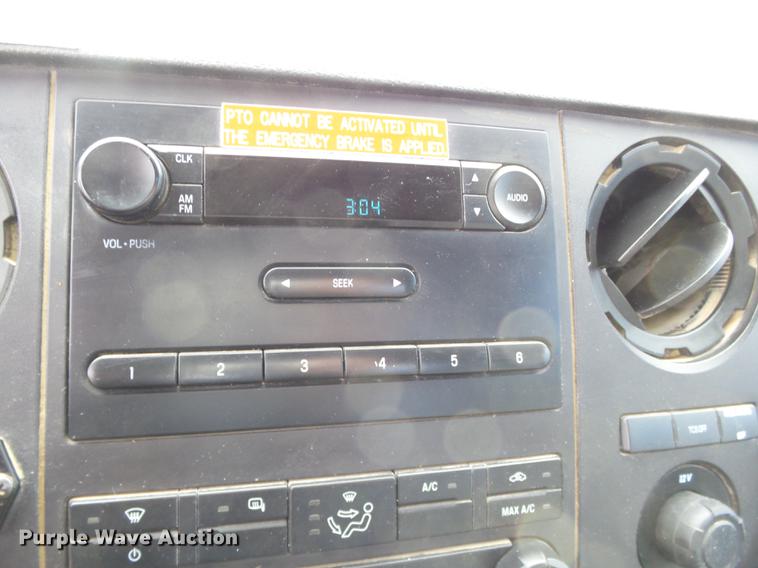 PTO CANNOT BE ACTIVATED UNTIL
THE EMERGENCY BRAKE IS APPLIED
CLK
AM
FM
3:04
AUDIO
VOL • PUSH
SEEK
1 2 3 4 5 6
TCS OFF
A/C
12V
MAX A/C
Purple Wave Auction